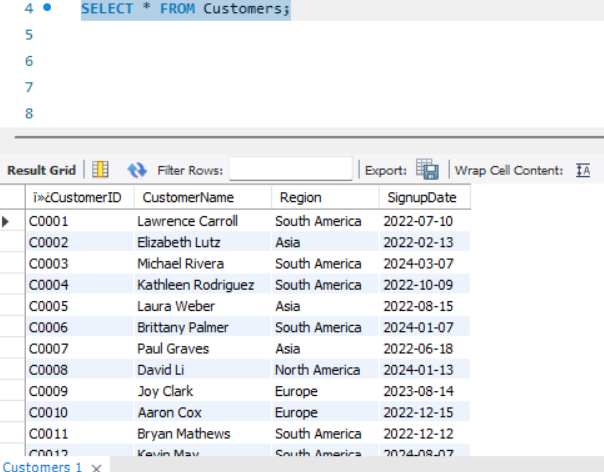 4 SELECT * FROM Customers;
5
6
7
8
Result Grid Filter Rows: Export: Wrap Cell Content: IA
ï»¿CustomerID CustomerName Region SignupDate
C0001 Lawrence Carroll South America 2022-07-10
C0002 Elizabeth Lutz Asia 2022-02-13
C0003 Michael Rivera South America 2024-03-07
C0004 Kathleen Rodriguez South America 2022-10-09
C0005 Laura Weber Asia 2022-08-15
C0006 Brittany Palmer South America 2024-01-07
C0007 Paul Graves Asia 2022-06-18
C0008 David Li North America 2024-01-13
C0009 Joy Clark Europe 2023-08-14
C0010 Aaron Cox Europe 2022-12-15
C0011 Bryan Mathews South America 2022-12-12
C0012 Kevin May South America 2024-08-07
Customers 1